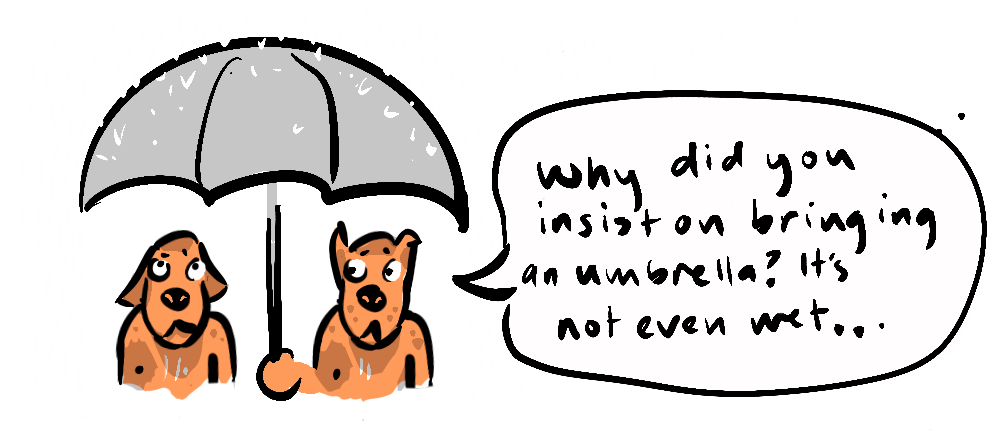 Why did you
insist on bringing
an umbrella? It's
not even wet...